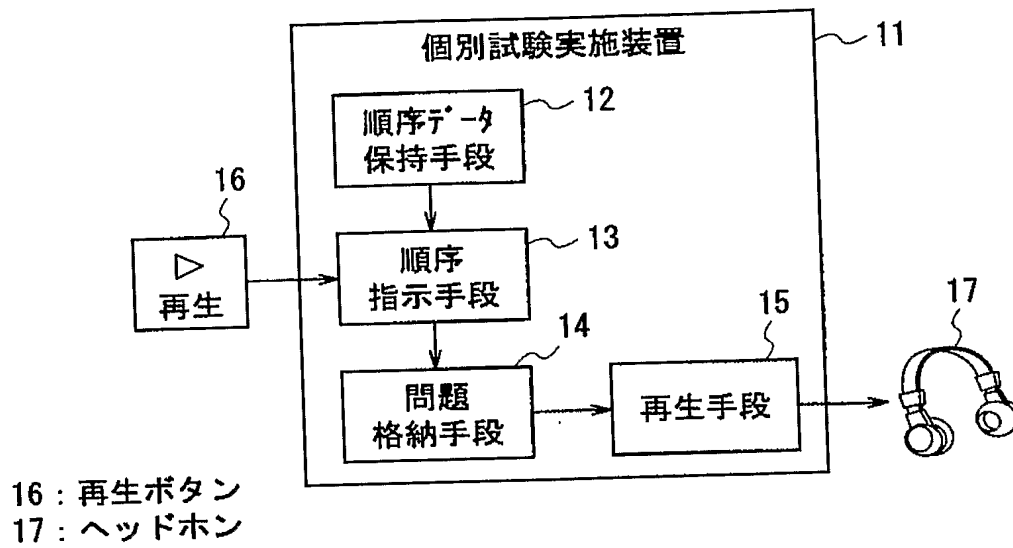 個別試験実施装置
11
順序データ
保持手段
12
16
▷
再生
順序
指示手段
13
問題
格納手段
14
再生手段
15
17
16:再生ボタン
17:ヘッドホン